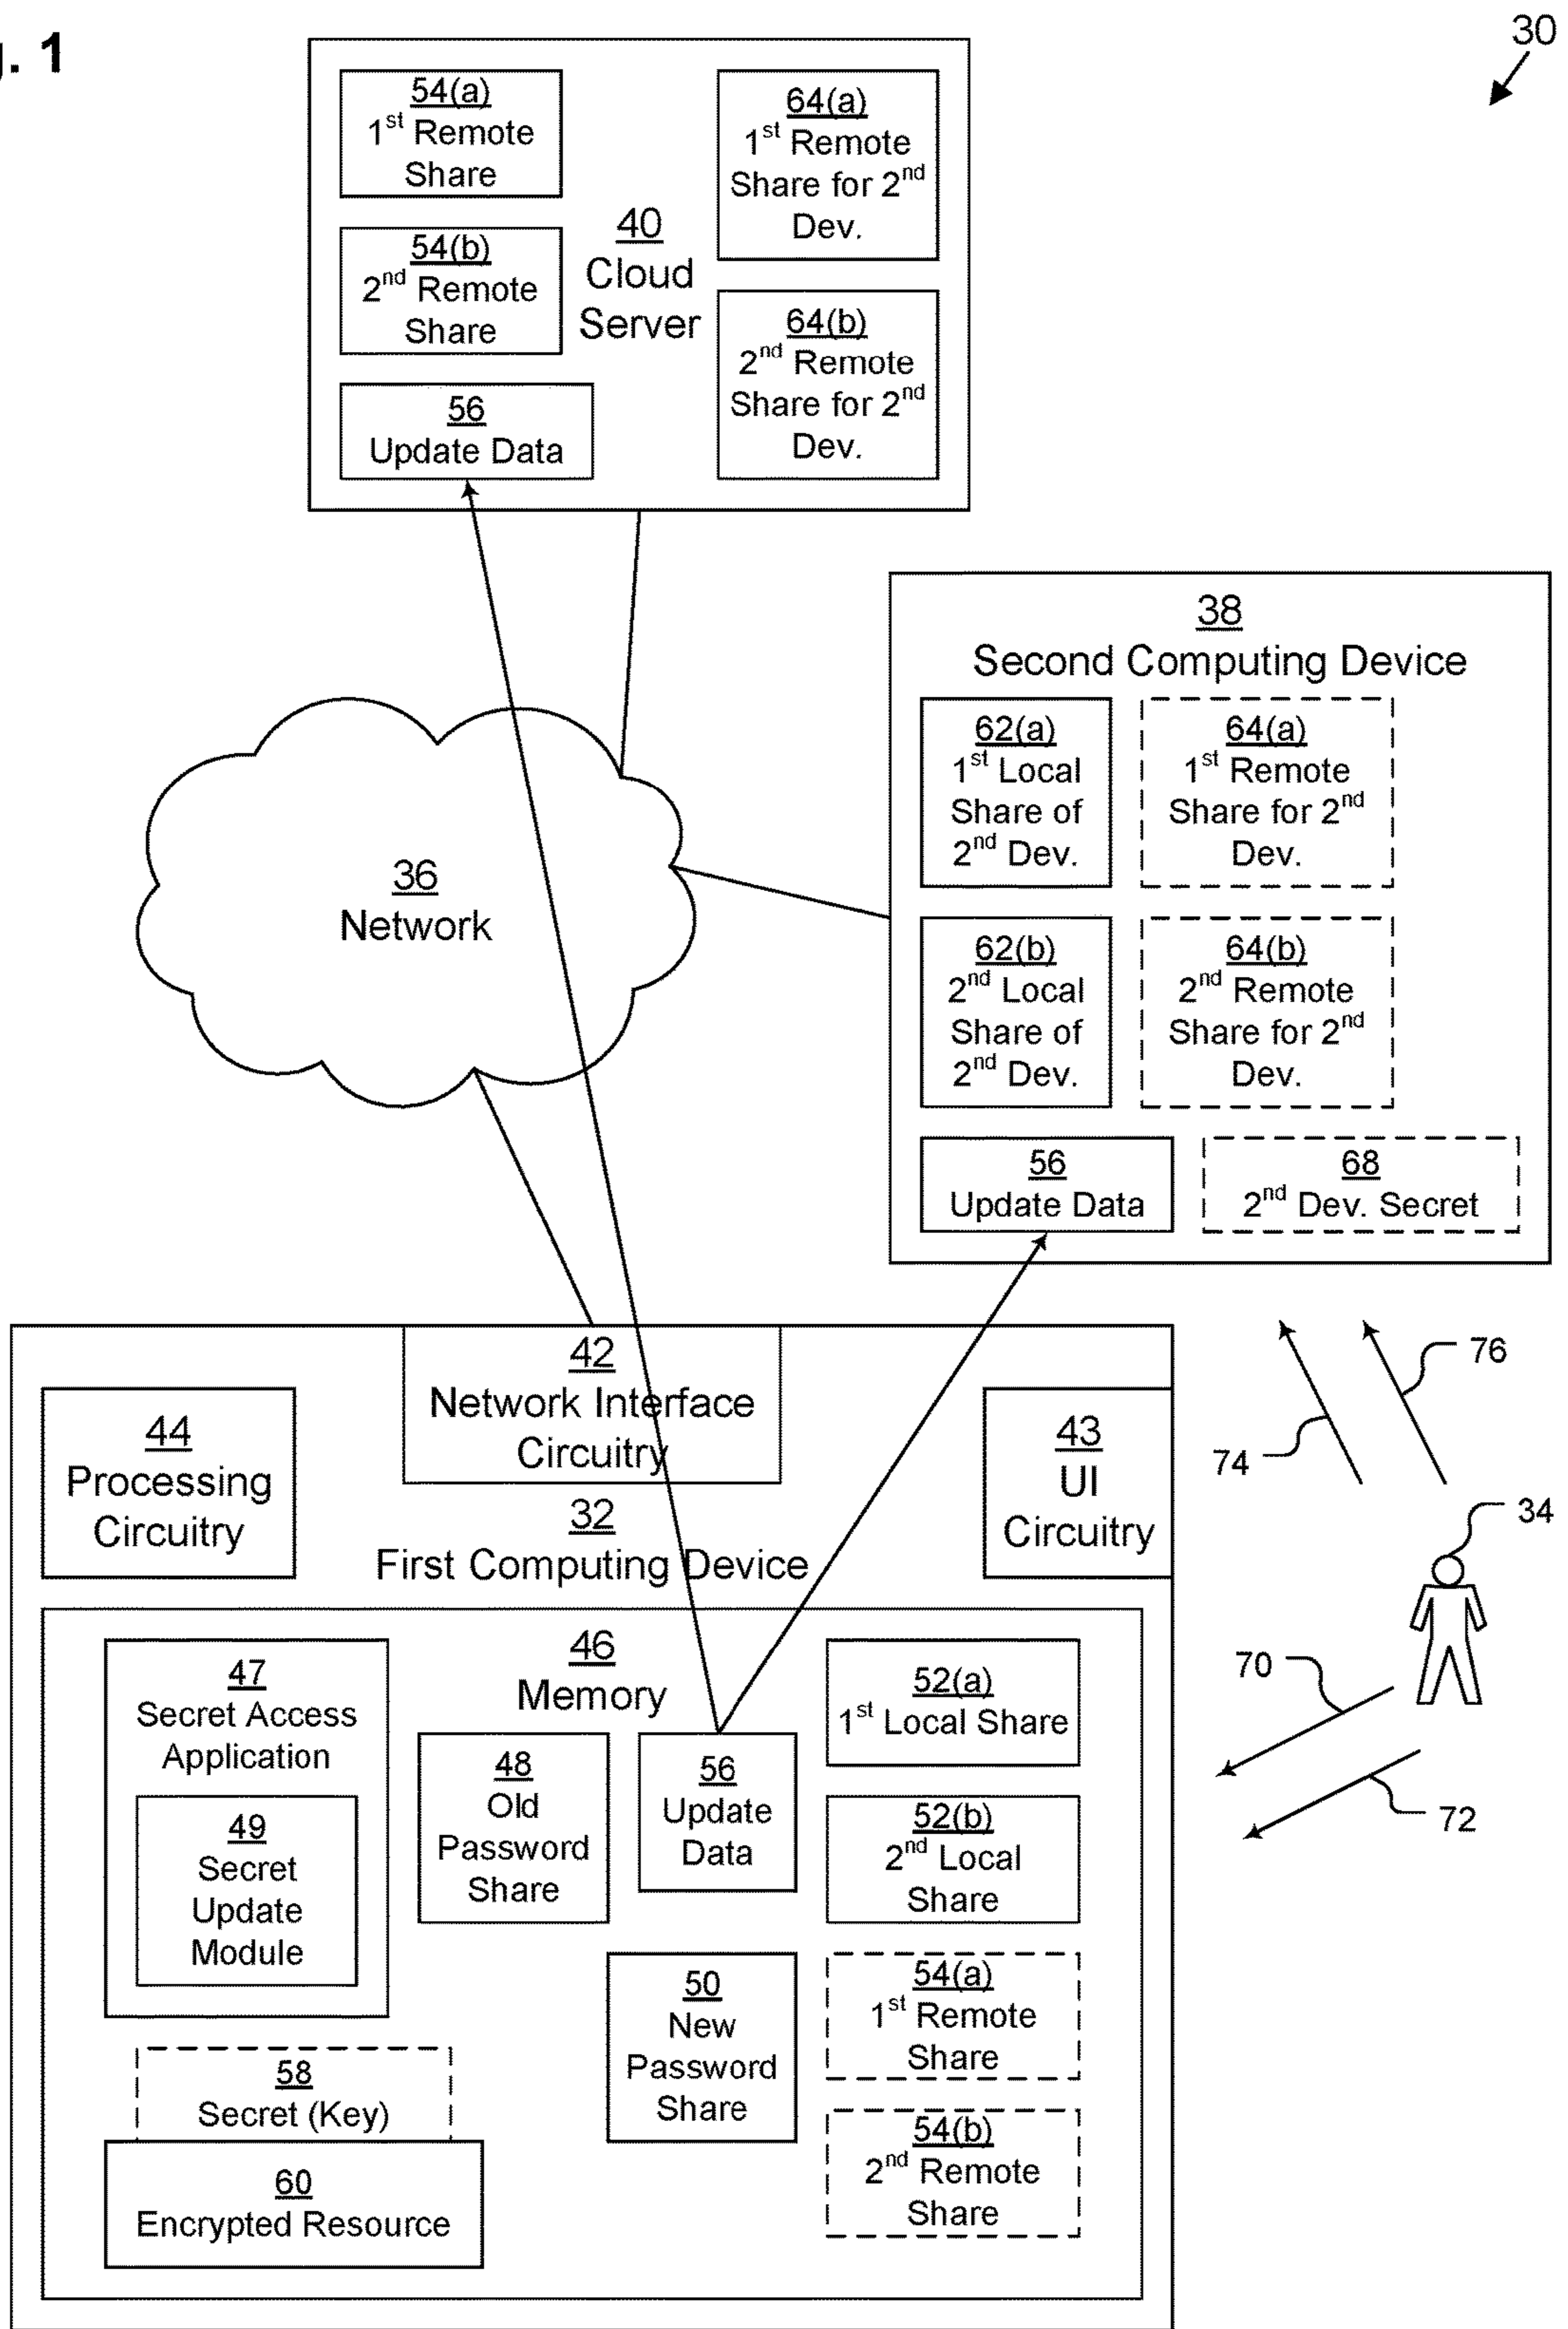 g. 1
30
54(a)
1st Remote
Share
64(a)
1st Remote
Share for 2nd
Dev.
40
Cloud
Server
54(b)
2nd Remote
Share
64(b)
2nd Remote
Share for 2nd
Dev.
56
Update Data
38
Second Computing Device
62(a)
1st Local
Share of
2nd Dev.
64(a)
1st Remote
Share for 2nd
Dev.
36
Network
62(b)
2nd Local
Share of
2nd Dev.
64(b)
2nd Remote
Share for 2nd
Dev.
56
Update Data
68
2nd Dev. Secret
42
Network Interface
Circuitry
44
Processing
Circuitry
43
UI
Circuitry
32
First Computing Device
76
74
34
70
72
46
Memory
47
Secret Access
Application
49
Secret
Update
Module
48
Old
Password
Share
56
Update
Data
52(a)
1st Local Share
52(b)
2nd Local
Share
50
New
Password
Share
54(a)
1st Remote
Share
54(b)
2nd Remote
Share
58
Secret (Key)
60
Encrypted Resource